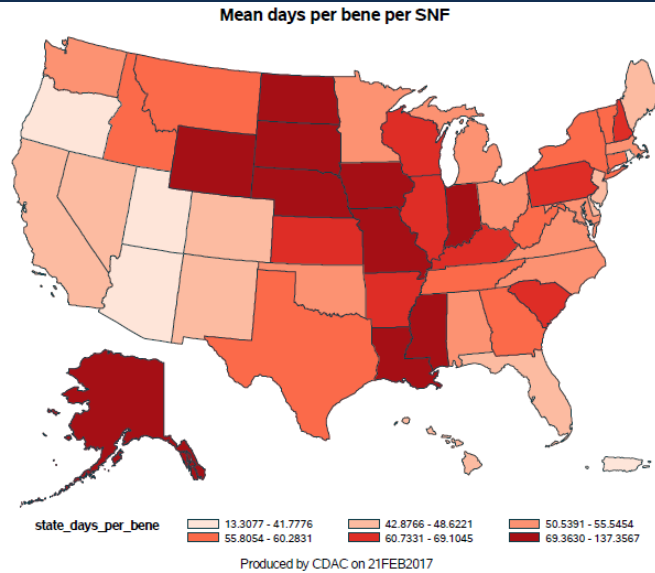 Mean days per bene per SNF
state_days_per_bene 13.3077 - 41.7776 42.8766 - 48.6221 50.5391 - 55.5454
55.8054 - 60.2831 60.7331 - 69.1045 69.3630 - 137.3567
Produced by CDAC on 21FEB2017